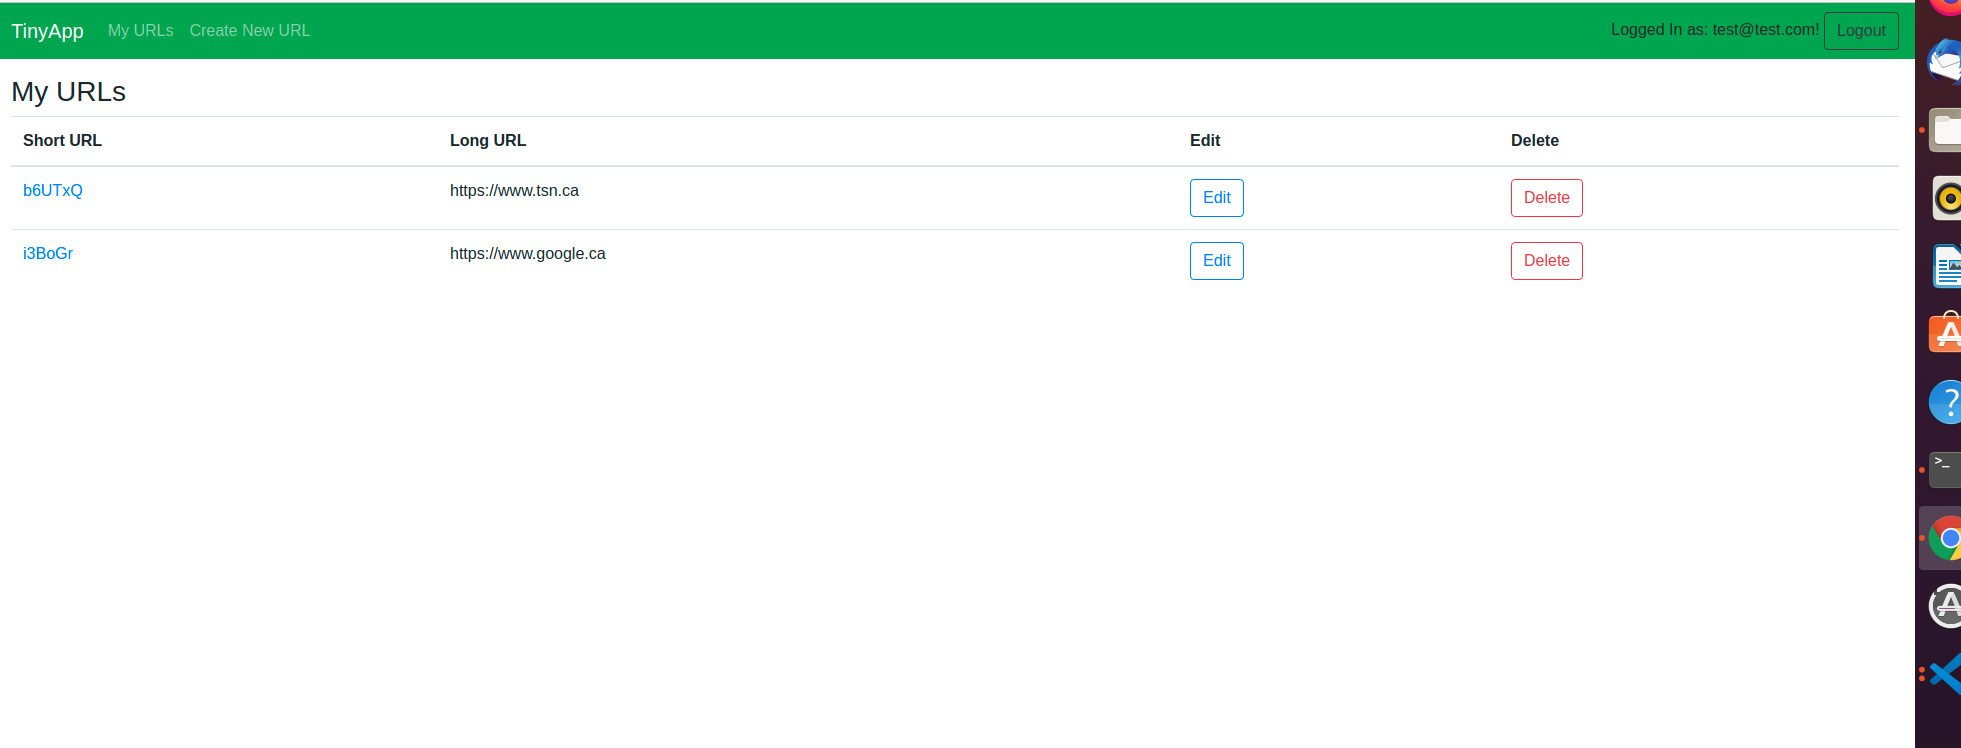 TinyApp My URLs Create New URL Logged In as: test@test.com! Logout
My URLs
Short URL Long URL Edit Delete
b6UTxQ https://www.tsn.ca Edit Delete
i3BoGr https://www.google.ca Edit Delete